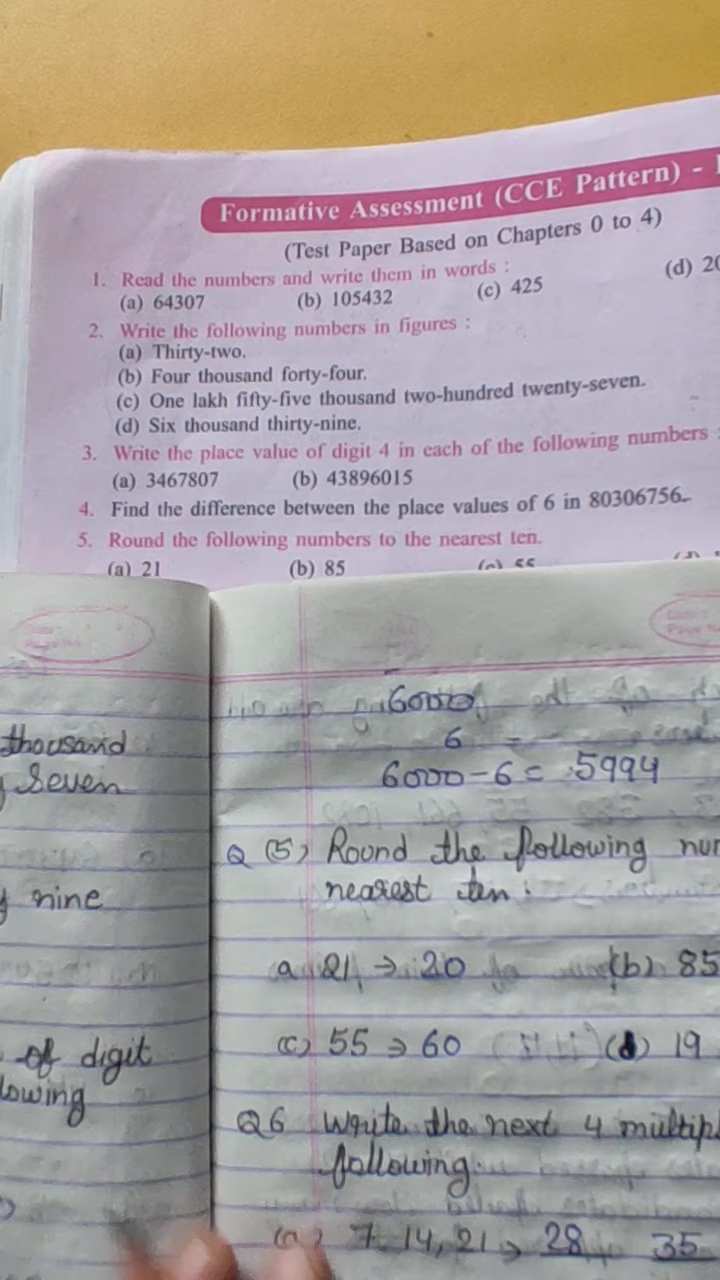 Formative Assessment (CCE Pattern) -
(Test Paper Based on Chapters 0 to 4)
1. Read the numbers and write them in words :
(a) 64307 (b) 105432 (c) 425 (d) 20
2. Write the following numbers in figures :
(a) Thirty-two.
(b) Four thousand forty-four.
(c) One lakh fifty-five thousand two-hundred twenty-seven.
(d) Six thousand thirty-nine.
3. Write the place value of digit 4 in each of the following numbers :
(a) 3467807 (b) 43896015
4. Find the difference between the place values of 6 in 80306756.
5. Round the following numbers to the nearest ten.
(a) 21 (b) 85 (c) 55
thousand
Seven
nine
of digit
lowing
6000
6 -
6000-6= 5994
Q (5) Round the following nu
nearest ten :
a 21 → 20 (b) 85
(c) 55 → 60 (d) 19
Q6 Write the next 4 multipl
following:
(a) 7, 14, 21, 28, 35